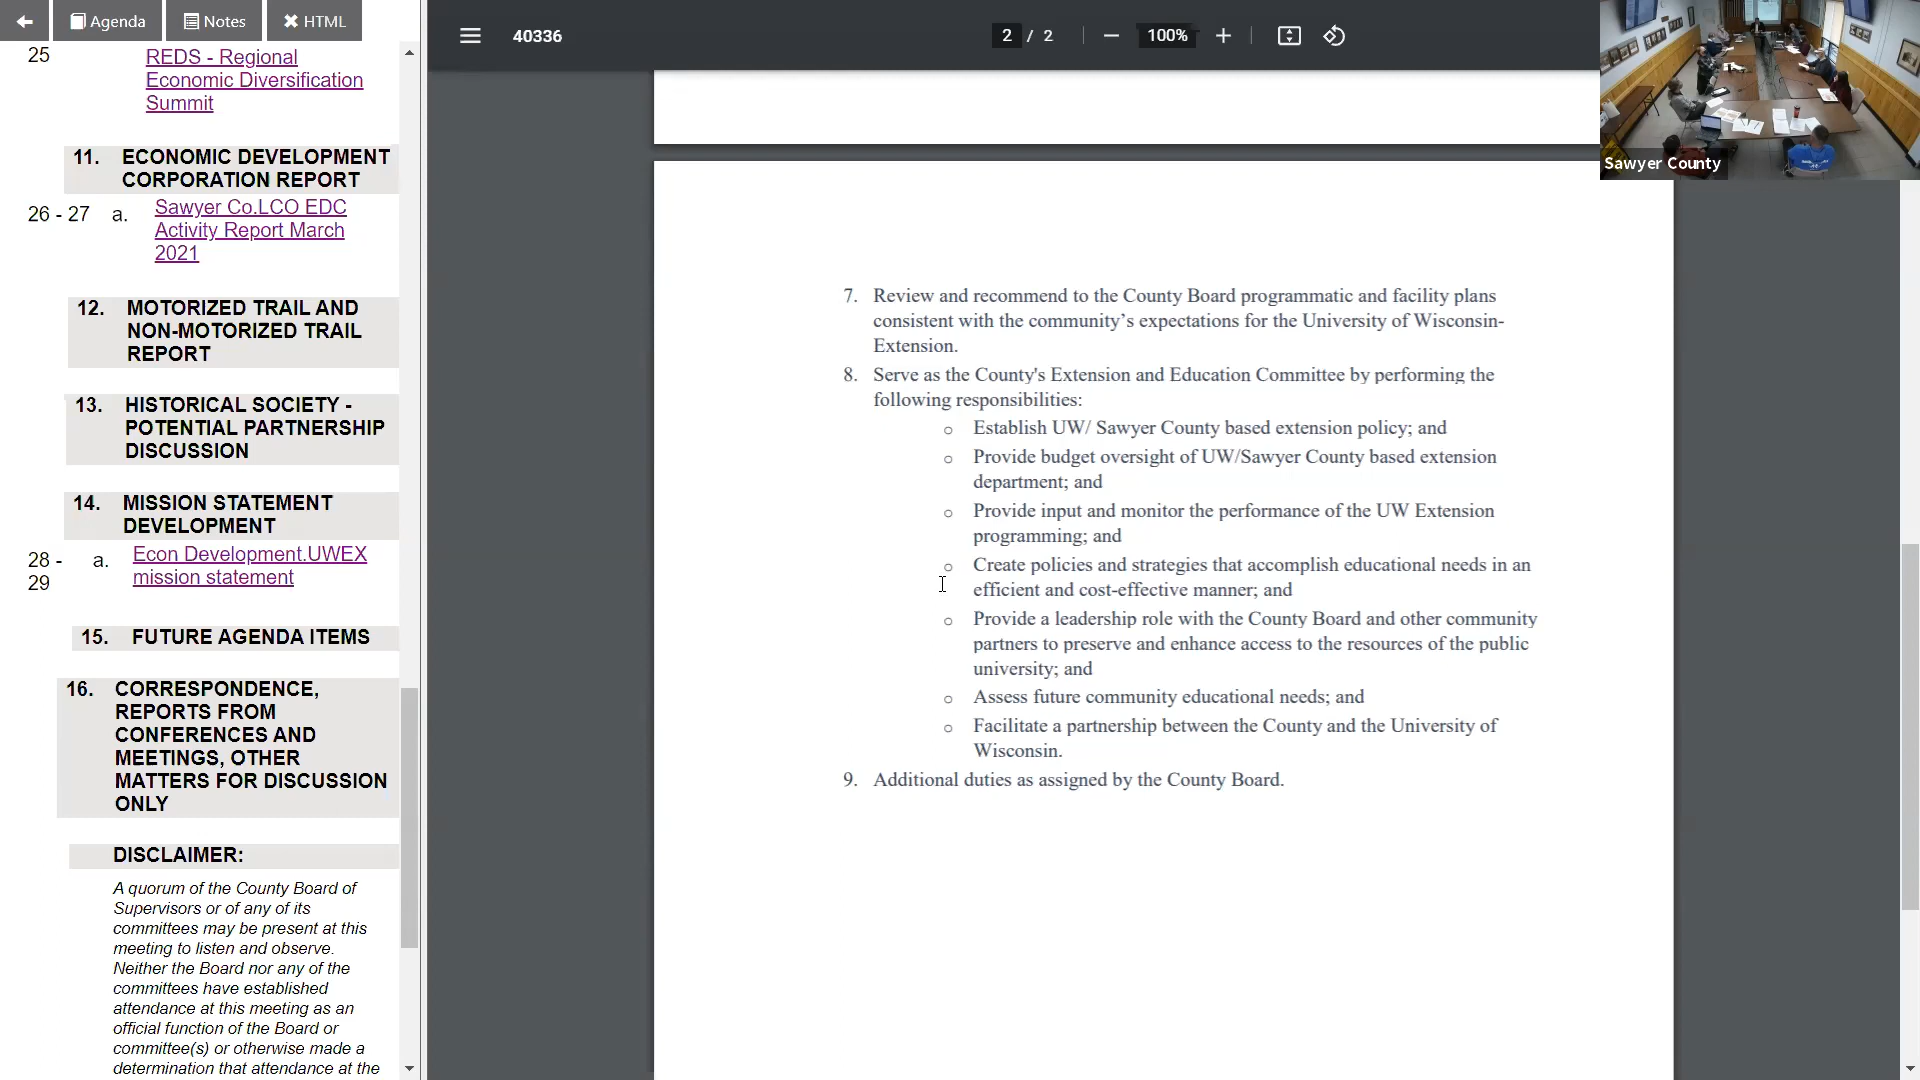 Agenda
Notes
HTML
25
REDS - Regional
Economic Diversification
Summit
11. ECONOMIC DEVELOPMENT
CORPORATION REPORT
26 - 27 a. Sawyer Co.LCO EDC
Activity Report March
2021
12. MOTORIZED TRAIL AND
NON-MOTORIZED TRAIL
REPORT
13. HISTORICAL SOCIETY -
POTENTIAL PARTNERSHIP
DISCUSSION
14. MISSION STATEMENT
DEVELOPMENT
28 - 29 a. Econ Development.UWEX
mission statement
15. FUTURE AGENDA ITEMS
16. CORRESPONDENCE,
REPORTS FROM
CONFERENCES AND
MEETINGS, OTHER
MATTERS FOR DISCUSSION
ONLY
DISCLAIMER:
A quorum of the County Board of
Supervisors or of any of its
committees may be present at this
meeting to listen and observe.
Neither the Board nor any of the
committees have established
attendance at this meeting as an
official function of the Board or
committee(s) or otherwise made a
determination that attendance at the
40336
2 / 2
100%
Sawyer County
7. Review and recommend to the County Board programmatic and facility plans
consistent with the community’s expectations for the University of Wisconsin-
Extension.
8. Serve as the County's Extension and Education Committee by performing the
following responsibilities:
o Establish UW/ Sawyer County based extension policy; and
o Provide budget oversight of UW/Sawyer County based extension
department; and
o Provide input and monitor the performance of the UW Extension
programming; and
o Create policies and strategies that accomplish educational needs in an
efficient and cost-effective manner; and
o Provide a leadership role with the County Board and other community
partners to preserve and enhance access to the resources of the public
university; and
o Assess future community educational needs; and
o Facilitate a partnership between the County and the University of
Wisconsin.
9. Additional duties as assigned by the County Board.